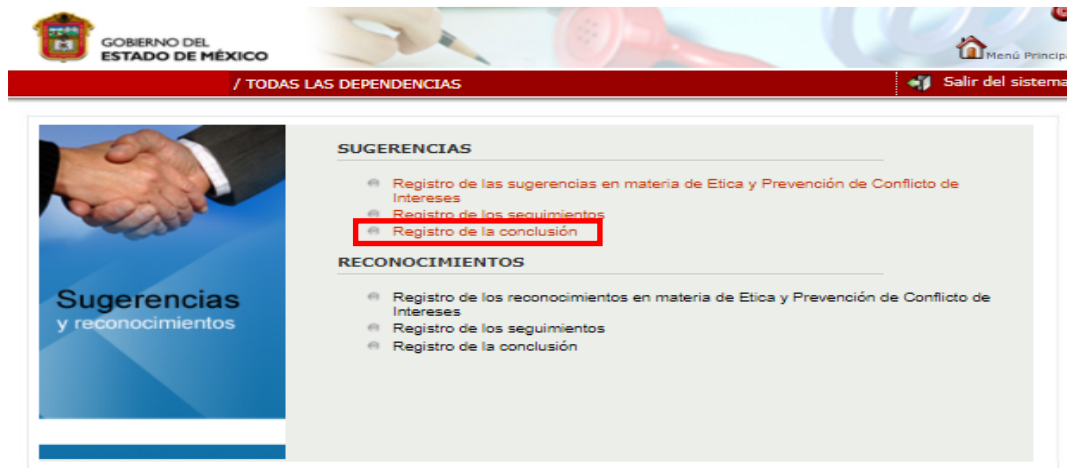 GOBIERNO DEL
ESTADO DE MÉXICO
Menú Princip
/ TODAS LAS DEPENDENCIAS
Salir del sistema
SUGERENCIAS
Registro de las sugerencias en materia de Etica y Prevención de Conflicto de
Intereses
Registro de los seguimientos
Registro de la conclusión
RECONOCIMIENTOS
Registro de los reconocimientos en materia de Etica y Prevención de Conflicto de
Intereses
Registro de los seguimientos
Registro de la conclusión
Sugerencias
y reconocimientos